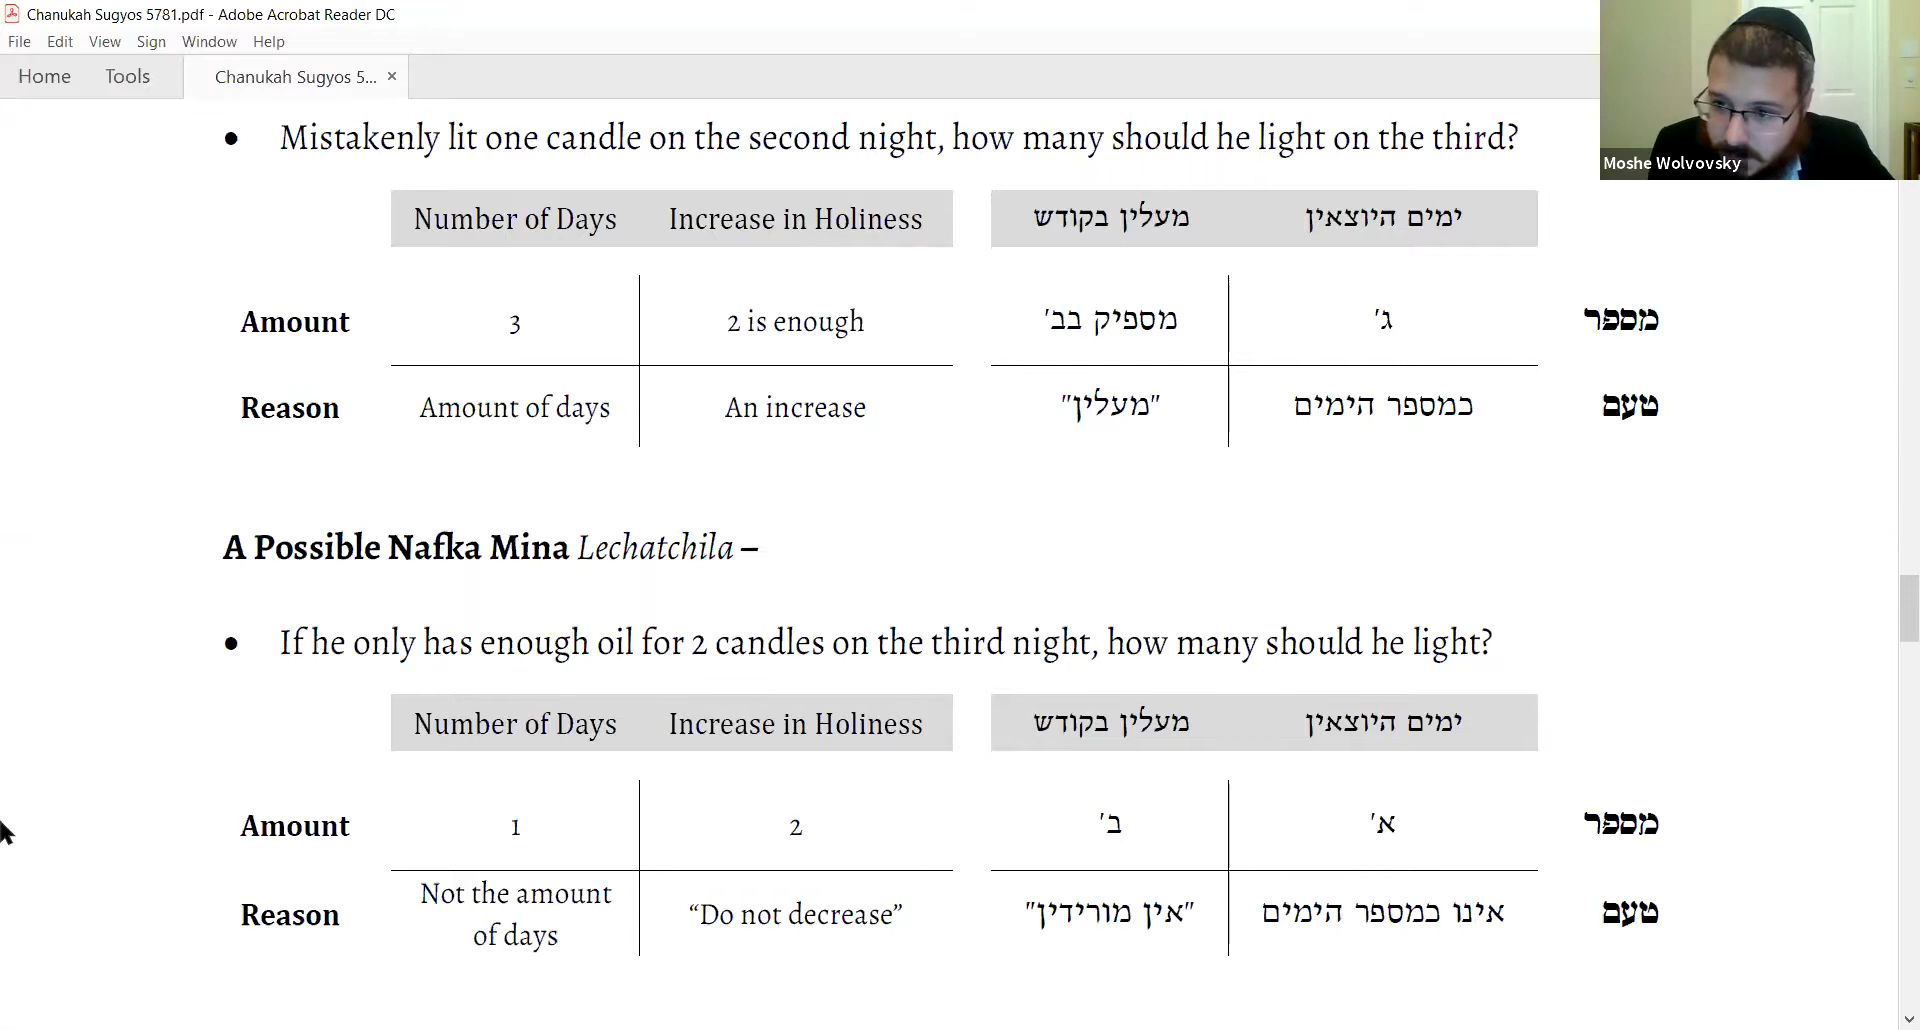 Chanukah Sugyos 5781.pdf - Adobe Acrobat Reader DC
File Edit View Sign Window Help
Home Tools Chanukah Sugyos 5... ×
Moshe Wolvovsky
• Mistakenly lit one candle on the second night, how many should he light on the third?
Number of Days Increase in Holiness מעלין בקודש ימים היוצאין
Amount 3 2 is enough מספיק בב' ג' מספר
Reason Amount of days An increase "מעלין" כמספר הימים טעם
A Possible Nafka Mina Lechatchila –
• If he only has enough oil for 2 candles on the third night, how many should he light?
Number of Days Increase in Holiness מעלין בקודש ימים היוצאין
Amount 1 2 ב' א' מספר
Reason Not the amount of days “Do not decrease” "אין מורידין" אינו כמספר הימים טעם